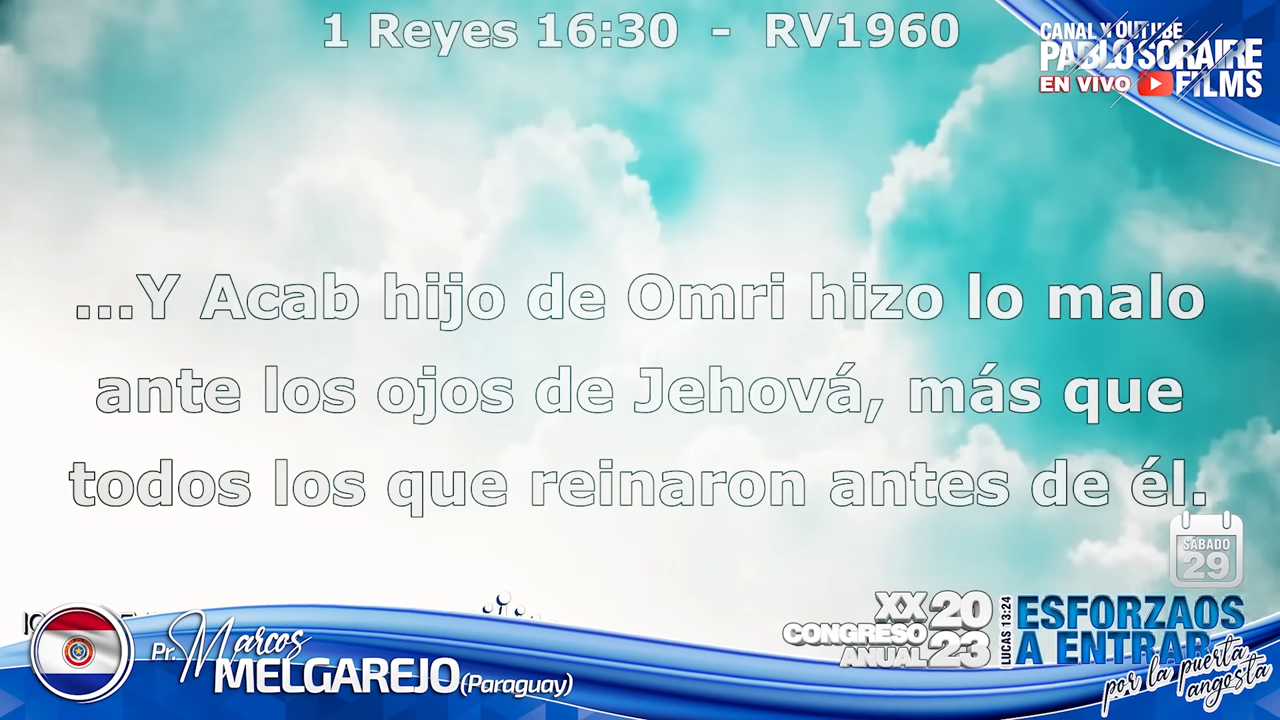 1 Reyes 16:30 - RV1960
CANAL YOUTUBE
PABLO SORAIRE
EN VIVO FILMS
...Y Acab hijo de Omri hizo lo malo
ante los ojos de Jehová, más que
todos los que reinaron antes de él.
SÁBADO
29
Pr. Marcos
MELGAREJO (Paraguay)
XX 20
CONGRESO
ANUAL 23
LUCAS 13:24
ESFORZAOS
A ENTRAR
por la puerta
angosta